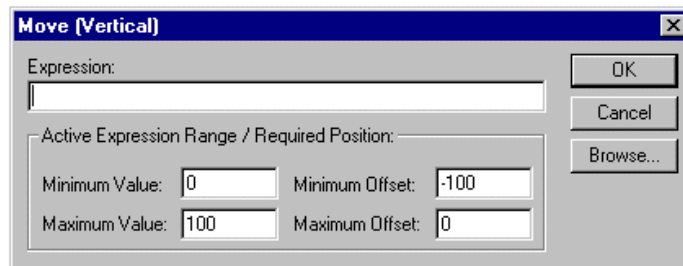 Move (Vertical)
Expression:
OK
Cancel
Active Expression Range / Required Position:
Browse...
Minimum Value: 0 Minimum Offset: -100
Maximum Value: 100 Maximum Offset: 0